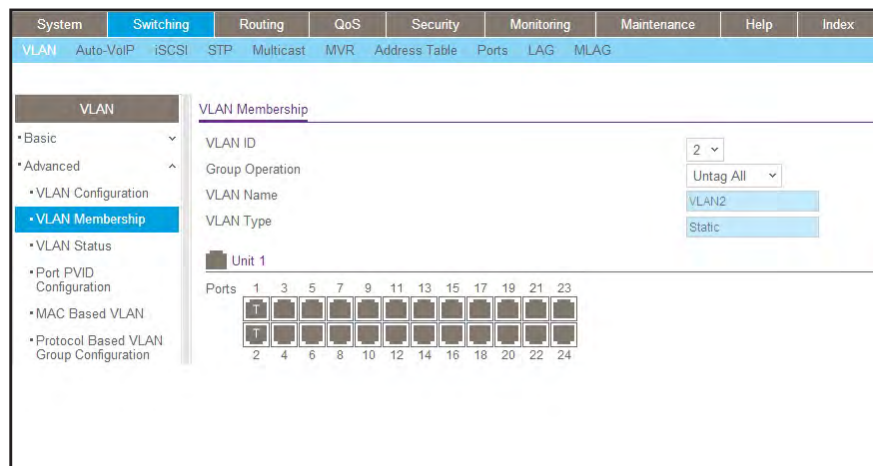 System Switching Routing QoS Security Monitoring Maintenance Help Index
VLAN Auto-VoIP iSCSI STP Multicast MVR Address Table Ports LAG MLAG
VLAN
Basic
Advanced
VLAN Configuration
VLAN Membership
VLAN Status
Port PVID
Configuration
MAC Based VLAN
Protocol Based VLAN
Group Configuration
VLAN Membership
VLAN ID 2
Group Operation Untag All
VLAN Name VLAN2
VLAN Type Static
Unit 1
Ports 1 3 5 7 9 11 13 15 17 19 21 23
T
T
2 4 6 8 10 12 14 16 18 20 22 24